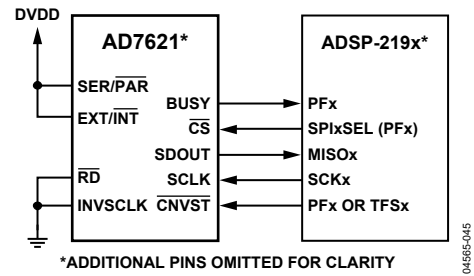 DVDD
AD7621*
ADSP-219x*
SER/PAR
EXT/INT
BUSY
PFx
CS
SPIxSEL (PFx)
SDOUT
MISOx
RD
SCLK
SCKx
INVSCLK
CNVST
PFx OR TFSx
*ADDITIONAL PINS OMITTED FOR CLARITY
04565-045